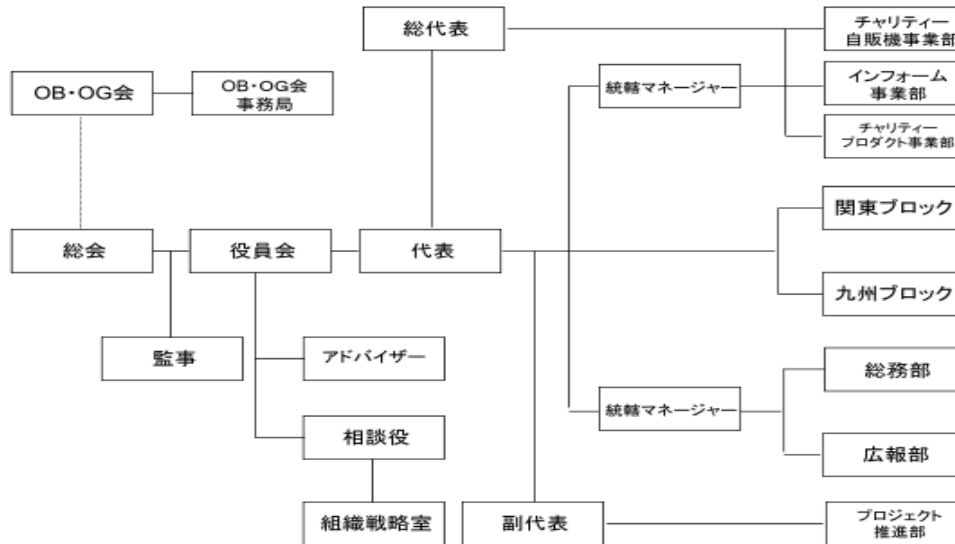 総代表
チャリティー
自販機事業部
OB・OG会
OB・OG会
事務局
統轄マネージャー
インフォーム
事業部
チャリティー
プロダクト事業部
関東ブロック
総会
役員会
代表
九州ブロック
監事
アドバイザー
総務部
統轄マネージャー
相談役
広報部
組織戦略室
副代表
プロジェクト
推進部